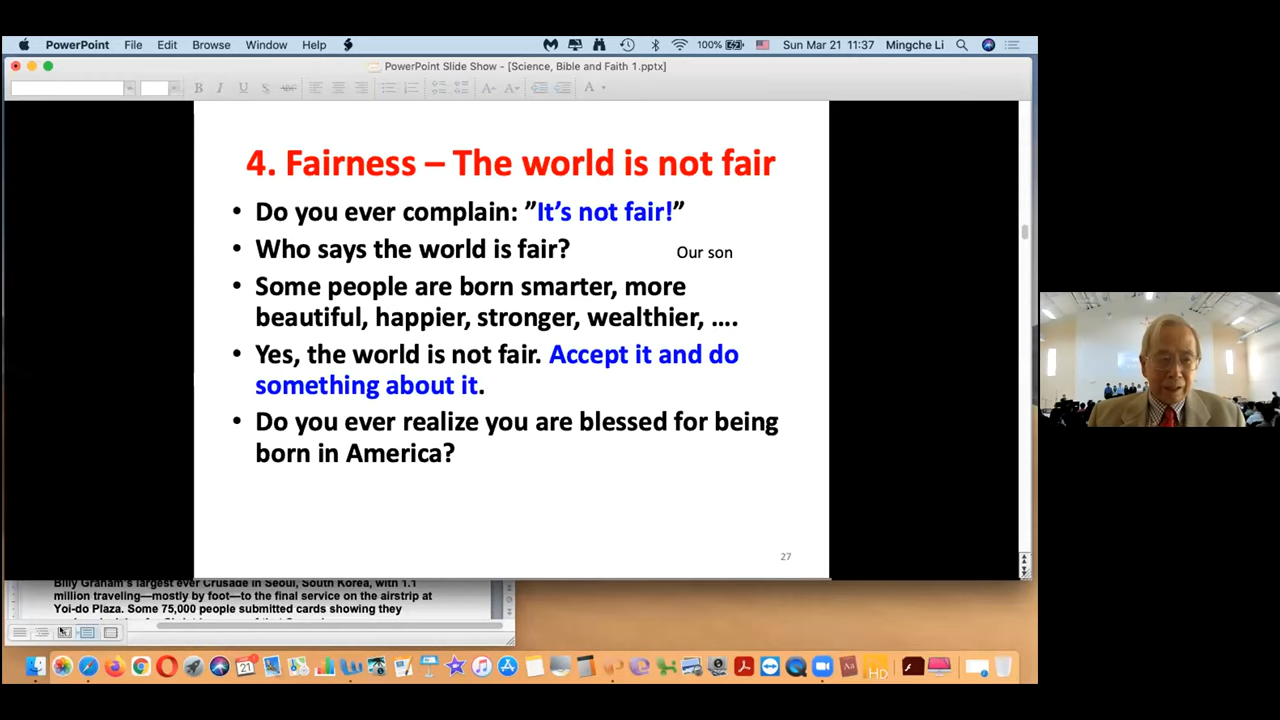 PowerPoint File Edit Browse Window Help 100% Sun Mar 21 11:37 Mingche Li
PowerPoint Slide Show - [Science, Bible and Faith 1.pptx]
B I U S ABC A A A
4. Fairness – The world is not fair
• Do you ever complain: ”It’s not fair!”
• Who says the world is fair? Our son
• Some people are born smarter, more
beautiful, happier, stronger, wealthier, ....
• Yes, the world is not fair. Accept it and do
something about it.
• Do you ever realize you are blessed for being
born in America?
27
Billy Graham's largest ever Crusade in Seoul, South Korea, with 1.1
million traveling—mostly by foot—to the final service on the airstrip at
Yoi-do Plaza. Some 75,000 people submitted cards showing they
21 Aa HD